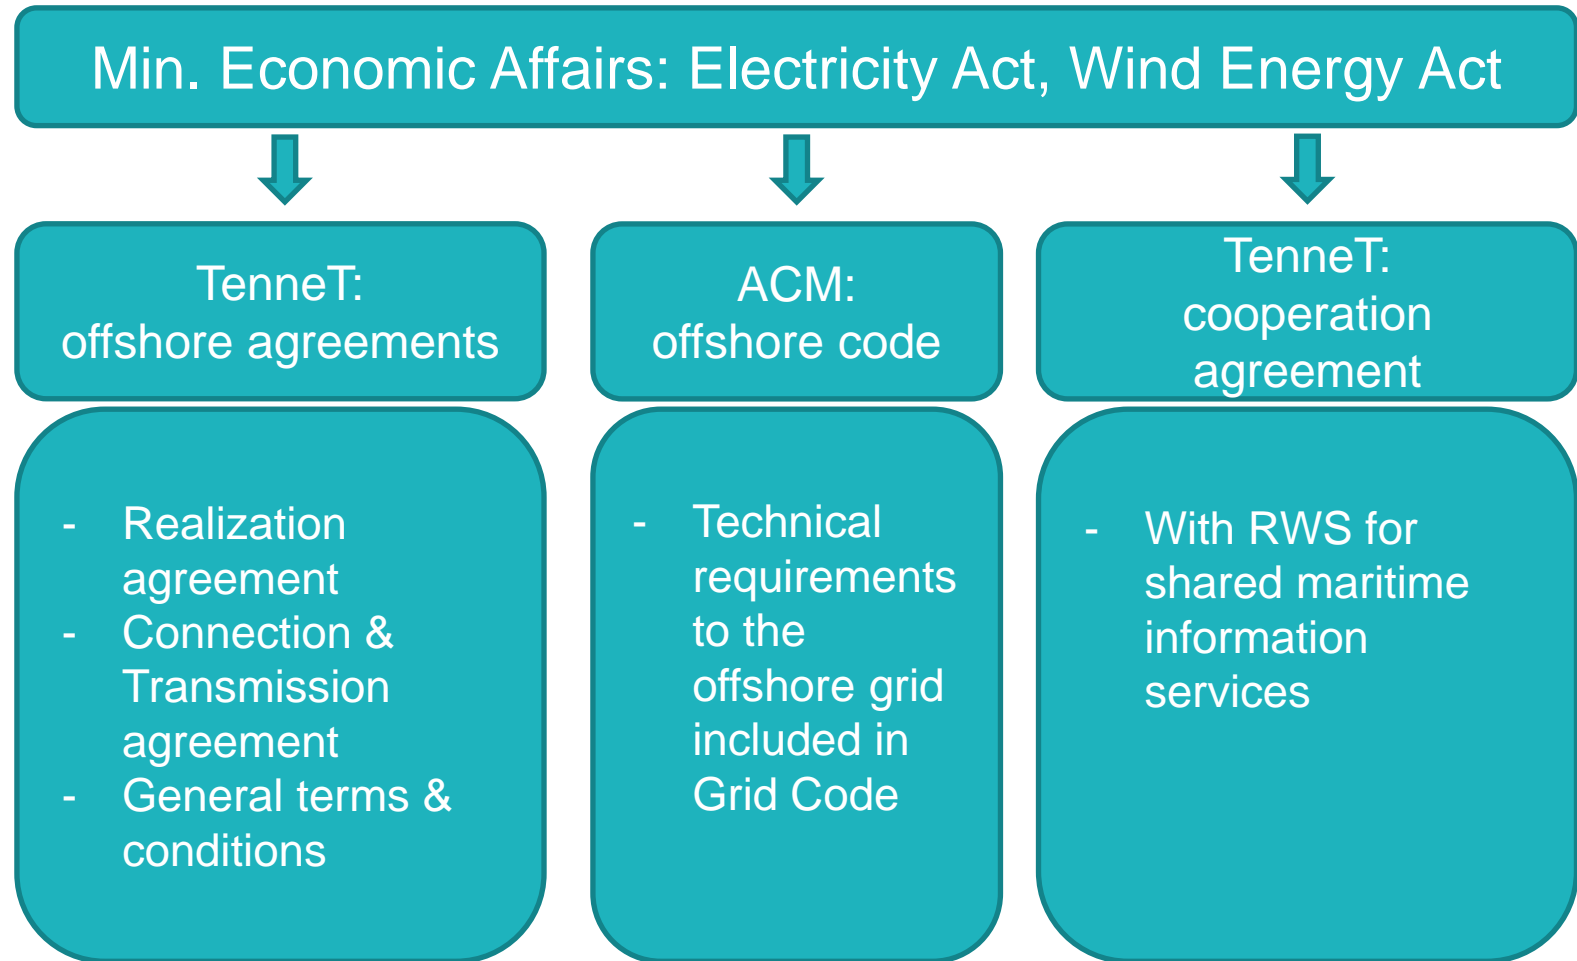 Min. Economic Affairs: Electricity Act, Wind Energy Act
TenneT:
offshore agreements
ACM:
offshore code
TenneT:
cooperation
agreement
- Realization
agreement
- Connection &
Transmission
agreement
- General terms &
conditions
- Technical
requirements
to the
offshore grid
included in
Grid Code
- With RWS for
shared maritime
information
services